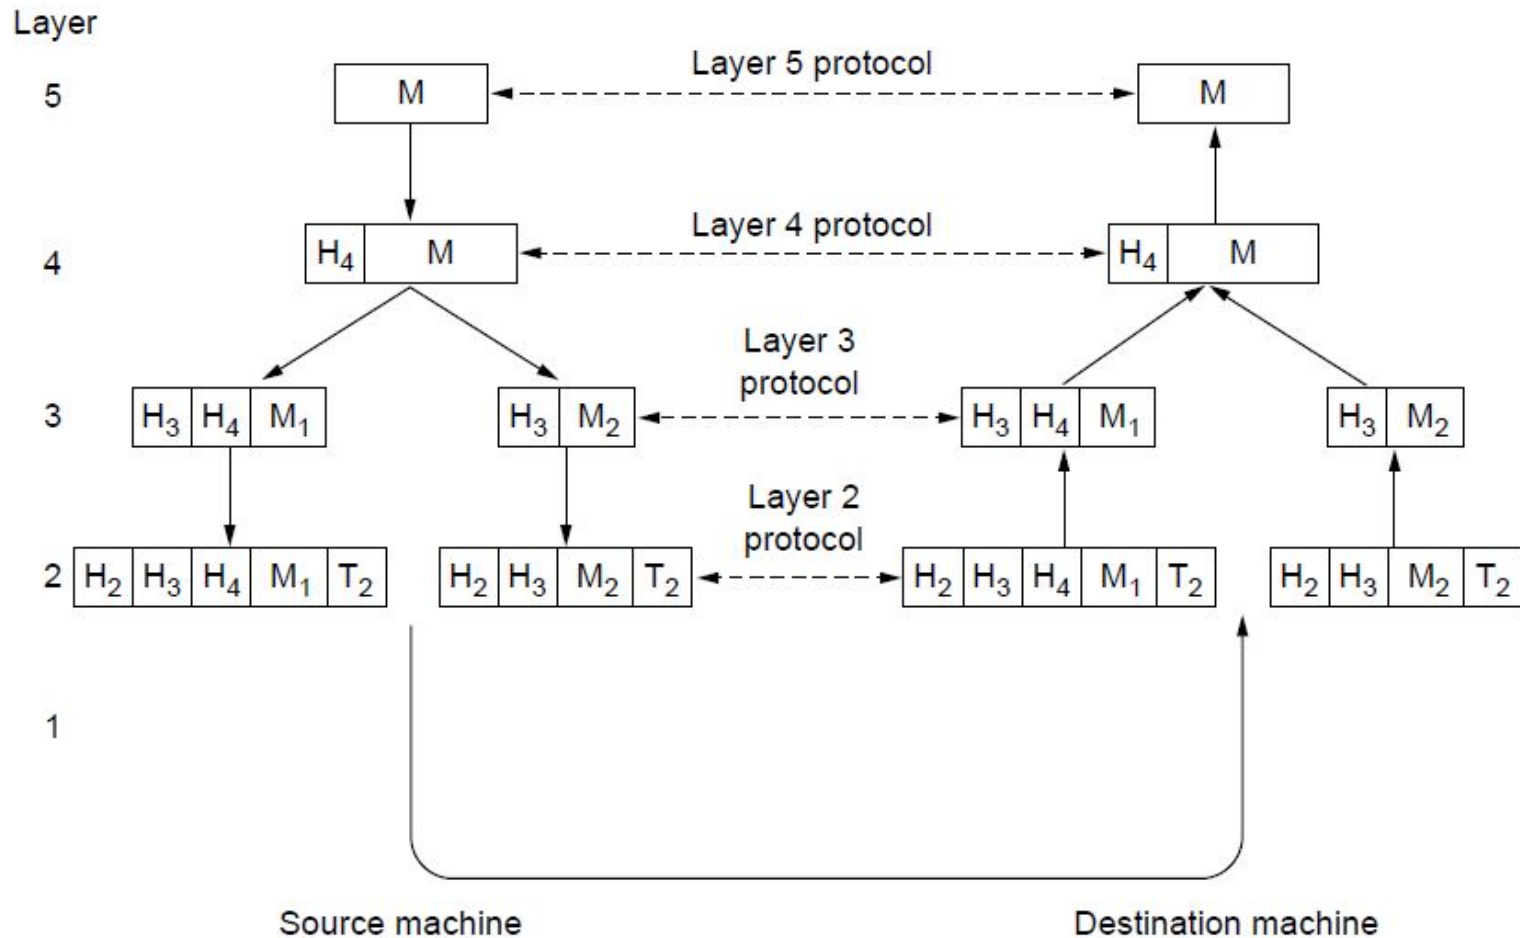 Layer
5 M Layer 5 protocol M
4 H4 M Layer 4 protocol H4 M
Layer 3
protocol
3 H3 H4 M1 H3 M2 H3 H4 M1 H3 M2
Layer 2
protocol
2 H2 H3 H4 M1 T2 H2 H3 M2 T2 H2 H3 H4 M1 T2 H2 H3 M2 T2
1
Source machine Destination machine